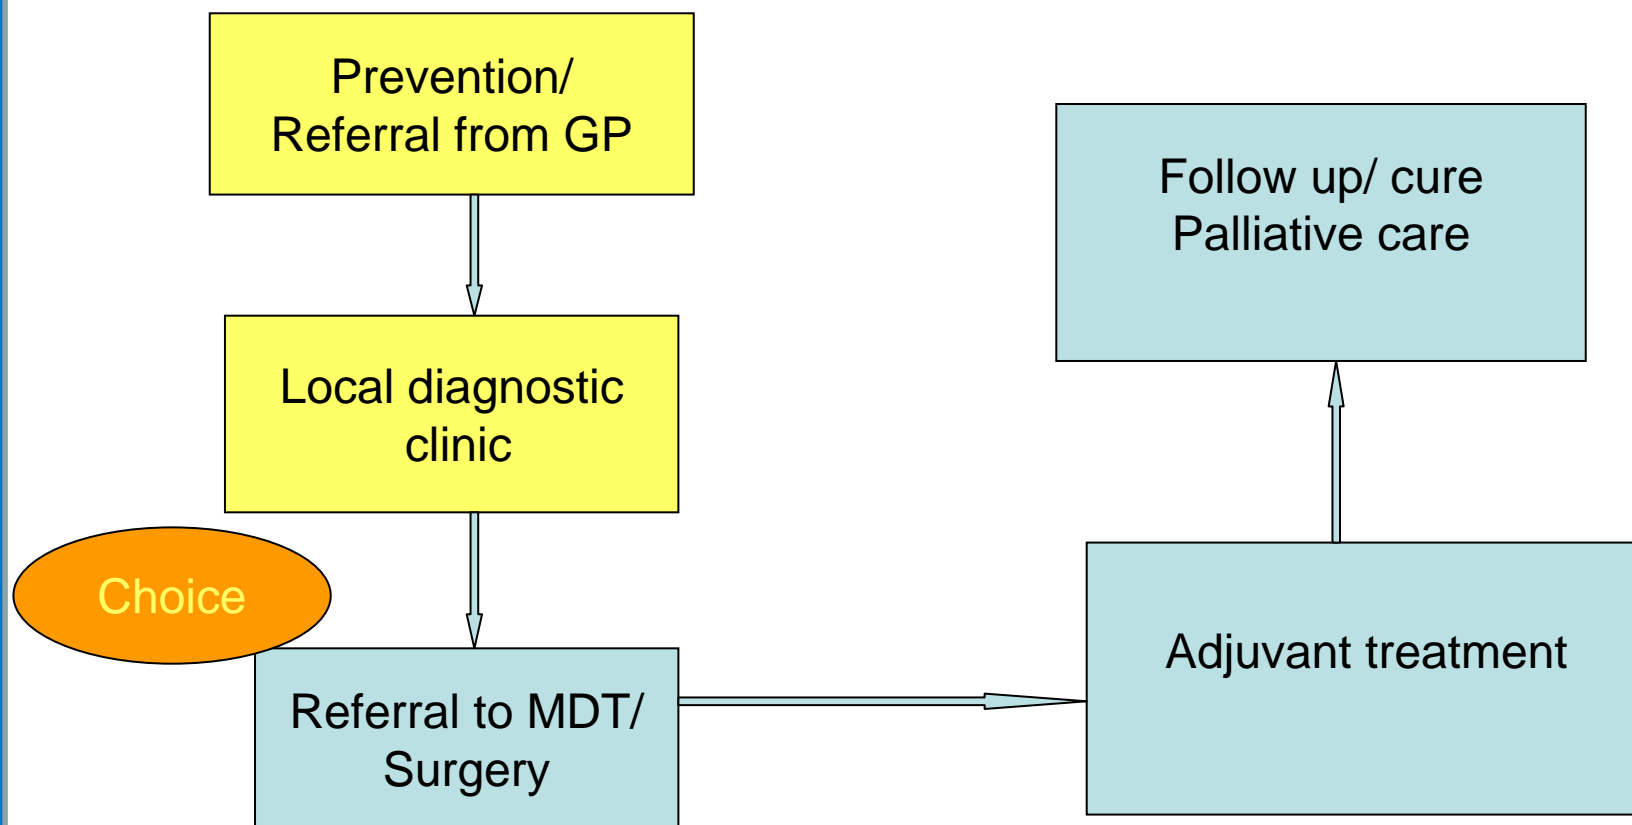 Prevention/
Referral from GP
Local diagnostic
clinic
Choice
Referral to MDT/
Surgery
Adjuvant treatment
Follow up/ cure
Palliative care